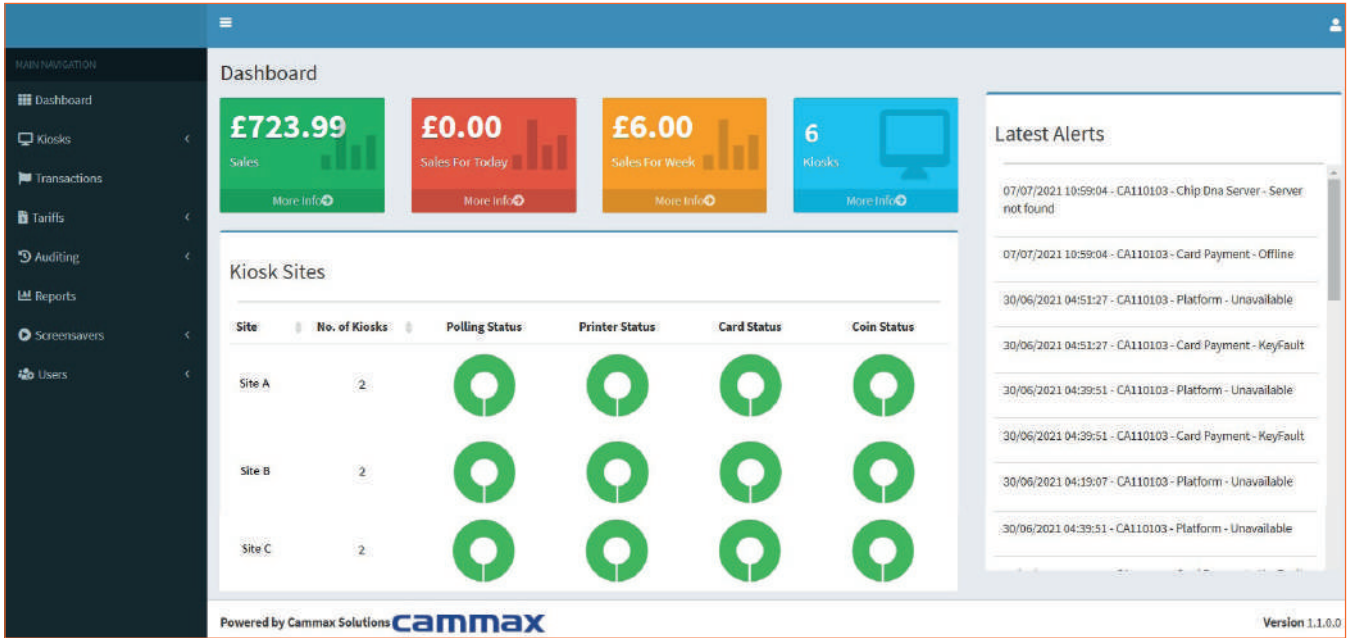 MAIN NAVIGATION
Dashboard
Kiosks
Transactions
Tariffs
Auditing
Reports
Screensavers
Users
Dashboard
£723.99
Sales
More Info
£0.00
Sales For Today
More Info
£6.00
Sales For Week
More Info
6
Kiosks
More Info
Kiosk Sites
Site No. of Kiosks Polling Status Printer Status Card Status Coin Status
Site A 2
Site B 2
Site C 2
Latest Alerts
07/07/2021 10:59:04 - CA110103 - Chip Dna Server - Server
not found
07/07/2021 10:59:04 - CA110103 - Card Payment - Offline
30/06/2021 04:51:27 - CA110103 - Platform - Unavailable
30/06/2021 04:51:27 - CA110103 - Card Payment - KeyFault
30/06/2021 04:39:51 - CA110103 - Platform - Unavailable
30/06/2021 04:39:51 - CA110103 - Card Payment - KeyFault
30/06/2021 04:19:07 - CA110103 - Platform - Unavailable
30/06/2021 04:39:51 - CA110103 - Platform - Unavailable
Powered by Cammax Solutions cammax
Version 1.1.0.0